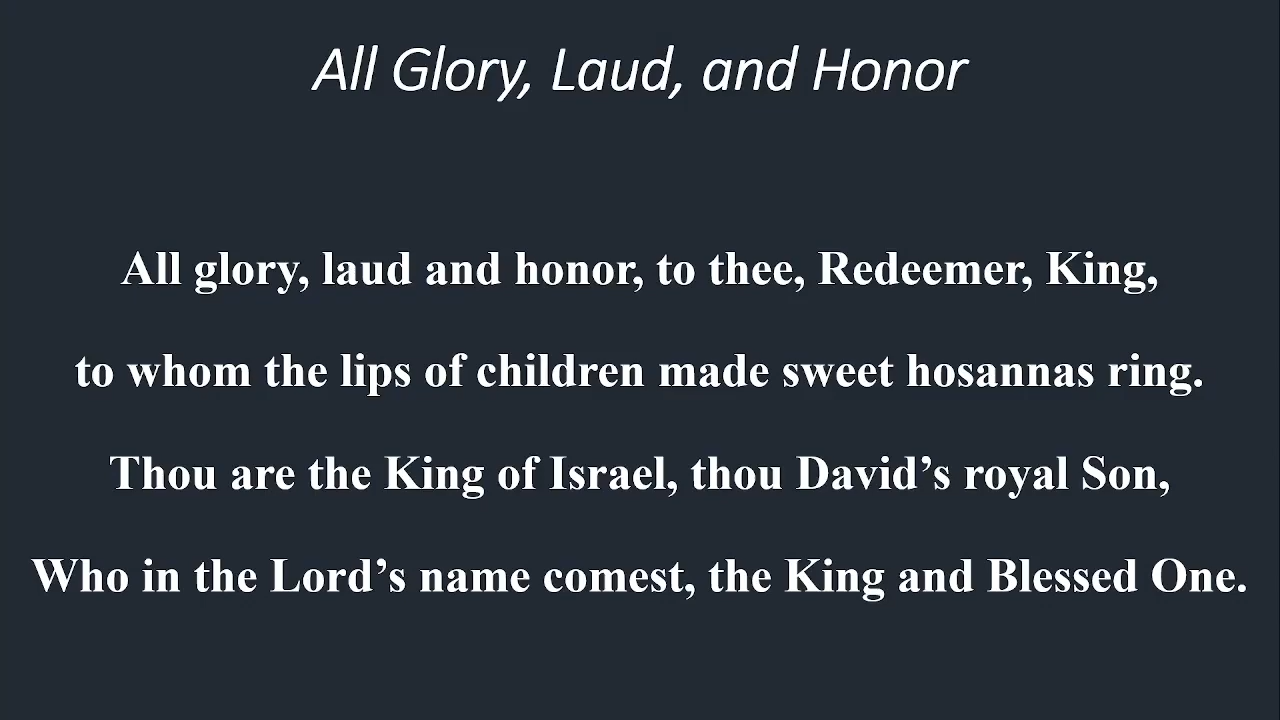 All Glory, Laud, and Honor
All glory, laud and honor, to thee, Redeemer, King,
to whom the lips of children made sweet hosannas ring.
Thou are the King of Israel, thou David’s royal Son,
Who in the Lord’s name comest, the King and Blessed One.